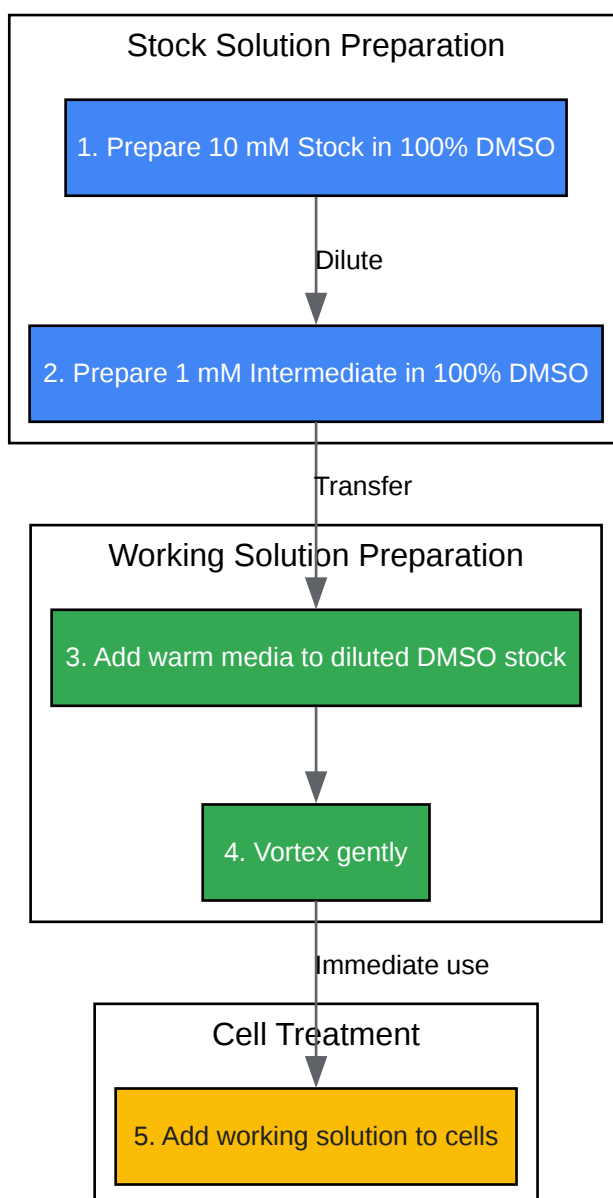 Stock Solution Preparation
1. Prepare 10 mM Stock in 100% DMSO
Dilute
2. Prepare 1 mM Intermediate in 100% DMSO
Transfer
Working Solution Preparation
3. Add warm media to diluted DMSO stock
4. Vortex gently
Immediate use
Cell Treatment
5. Add working solution to cells